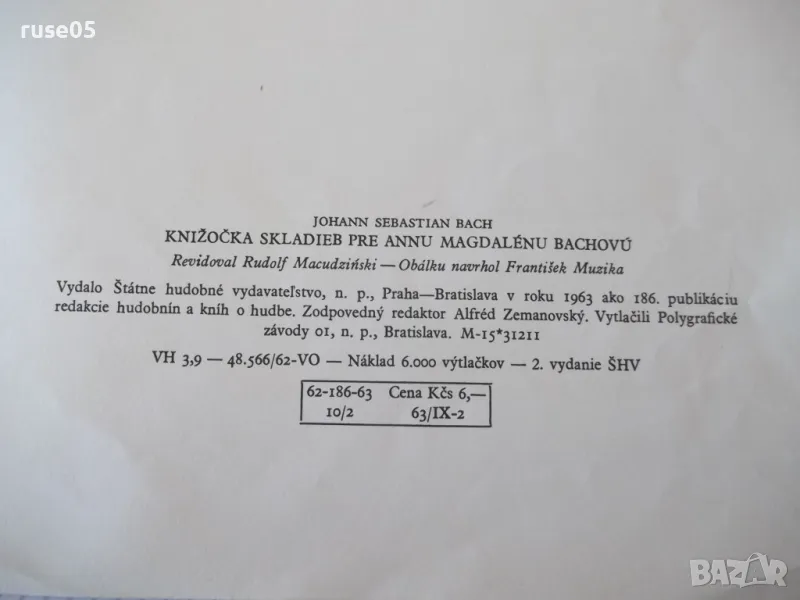 ruse05
JOHANN SEBASTIAN BACH
KNIŽOČKA SKLADIEB PRE ANNU MAGDALÉNU BACHOVÚ
Revidoval Rudolf Macudziński — Obálku navrhol František Muzika
Vydalo Štátne hudobné vydavateľstvo, n. p., Praha—Bratislava v roku 1963 ako 186. publikáciu
redakcie hudobnín a kníh o hudbe. Zodpovedný redaktor Alfréd Zemanovský. Vytlačili Polygrafické
závody 01, n. p., Bratislava. M-15*31211
VH 3,9 — 48.566/62-VO — Náklad 6.000 výtlačkov — 2. vydanie ŠHV
62-186-63 Cena Kčs 6,—
10/2 63/IX-2
BAZAR